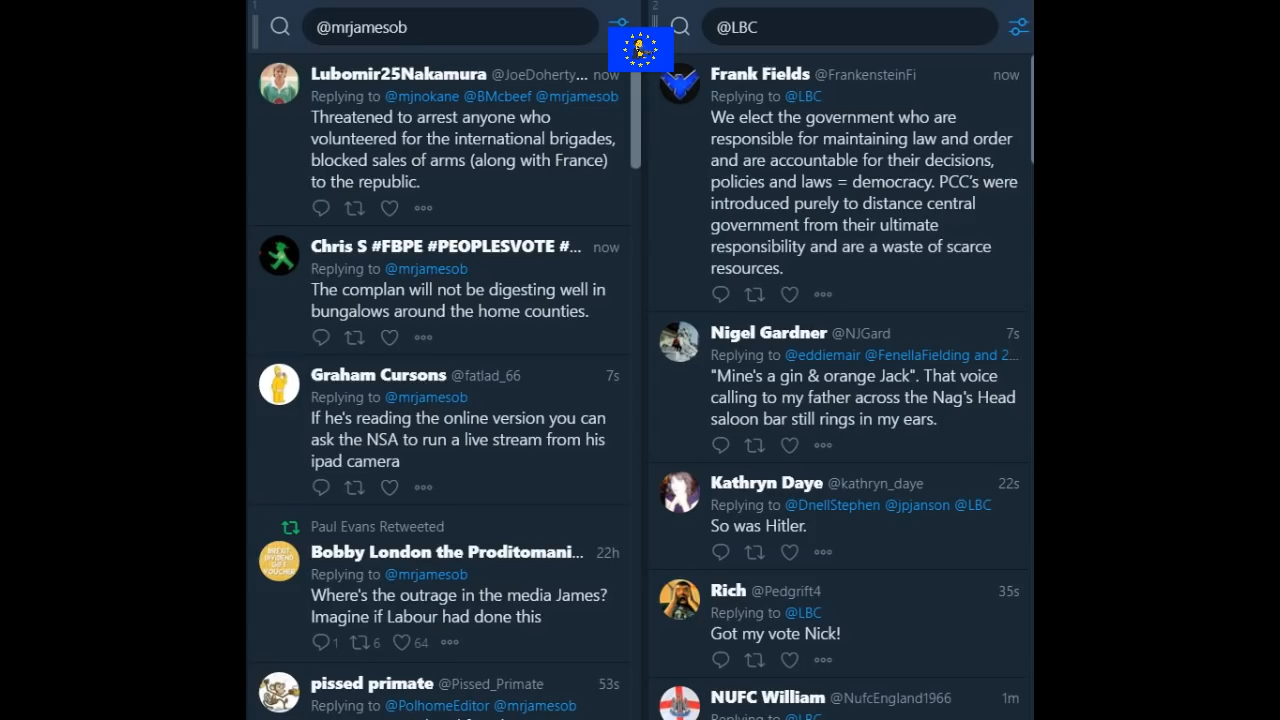 1
@mrjamesob
Lubomir25Nakamura @JoeDoherty... now
Replying to @mjnokane @BMcbeef @mrjamesob
Threatened to arrest anyone who
volunteered for the international brigades,
blocked sales of arms (along with France)
to the republic.
Chris S #FBPE #PEOPLESVOTE #... now
Replying to @mrjamesob
The complan will not be digesting well in
bungalows around the home counties.
Graham Cursons @fatlad_66 7s
Replying to @mrjamesob
If he's reading the online version you can
ask the NSA to run a live stream from his
ipad camera
Paul Evans Retweeted
Bobby London the Proditomani... 22h
Replying to @mrjamesob
Where's the outrage in the media James?
Imagine if Labour had done this
1 6 64
pissed primate @Pissed_Primate 53s
Replying to @PolhomeEditor @mrjamesob
2
@LBC
Frank Fields @FrankensteinFi now
Replying to @LBC
We elect the government who are
responsible for maintaining law and order
and are accountable for their decisions,
policies and laws = democracy. PCC's were
introduced purely to distance central
government from their ultimate
responsibility and are a waste of scarce
resources.
Nigel Gardner @NJGard 7s
Replying to @eddiemair @FenellaFielding and 2...
"Mine's a gin & orange Jack". That voice
calling to my father across the Nag's Head
saloon bar still rings in my ears.
Kathryn Daye @kathryn_daye 22s
Replying to @DnellStephen @jpjanson @LBC
So was Hitler.
Rich @Pedgrift4 35s
Replying to @LBC
Got my vote Nick!
NUFC William @NufcEngland1966 1m
Replying to @LBC